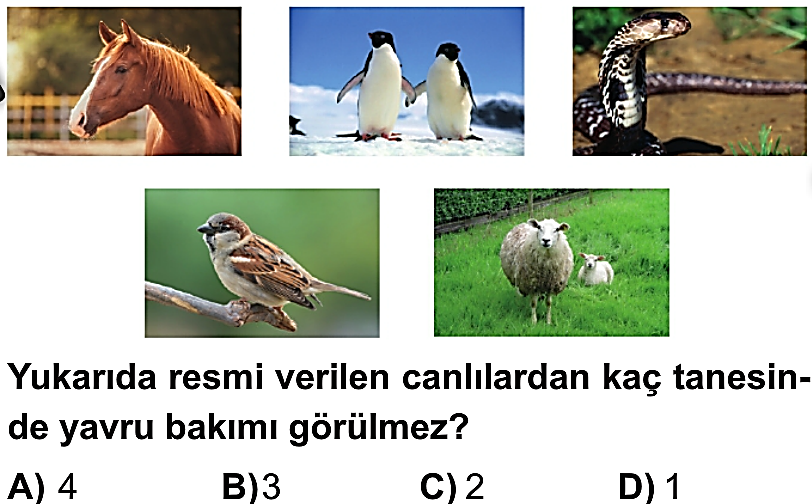 Yukarıda resmi verilen canlılardan kaç tanesin-
de yavru bakımı görülmez?
A) 4 B)3 C) 2 D) 1